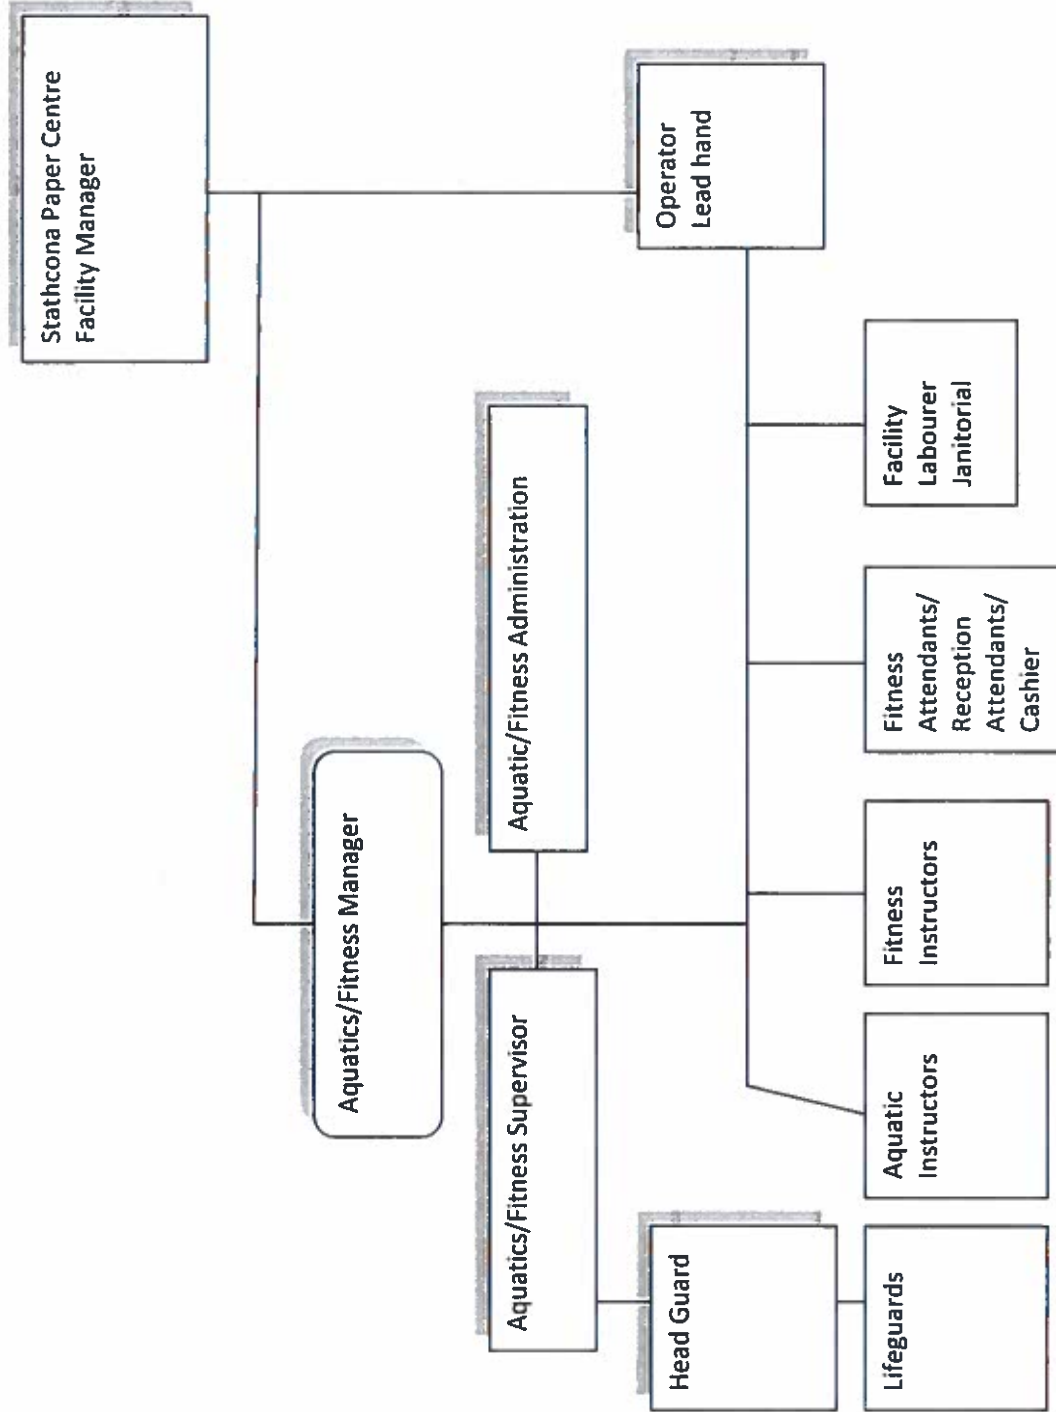 Stathcona Paper Centre
Facility Manager
Aquatics/Fitness Manager
Aquatics/Fitness Supervisor
Aquatic/Fitness Administration
Head Guard
Operator
Lead hand
Lifeguards
Aquatic
Instructors
Fitness
Instructors
Fitness
Attendants/
Reception
Attendants/
Cashier
Facility
Labourer
Janitorial